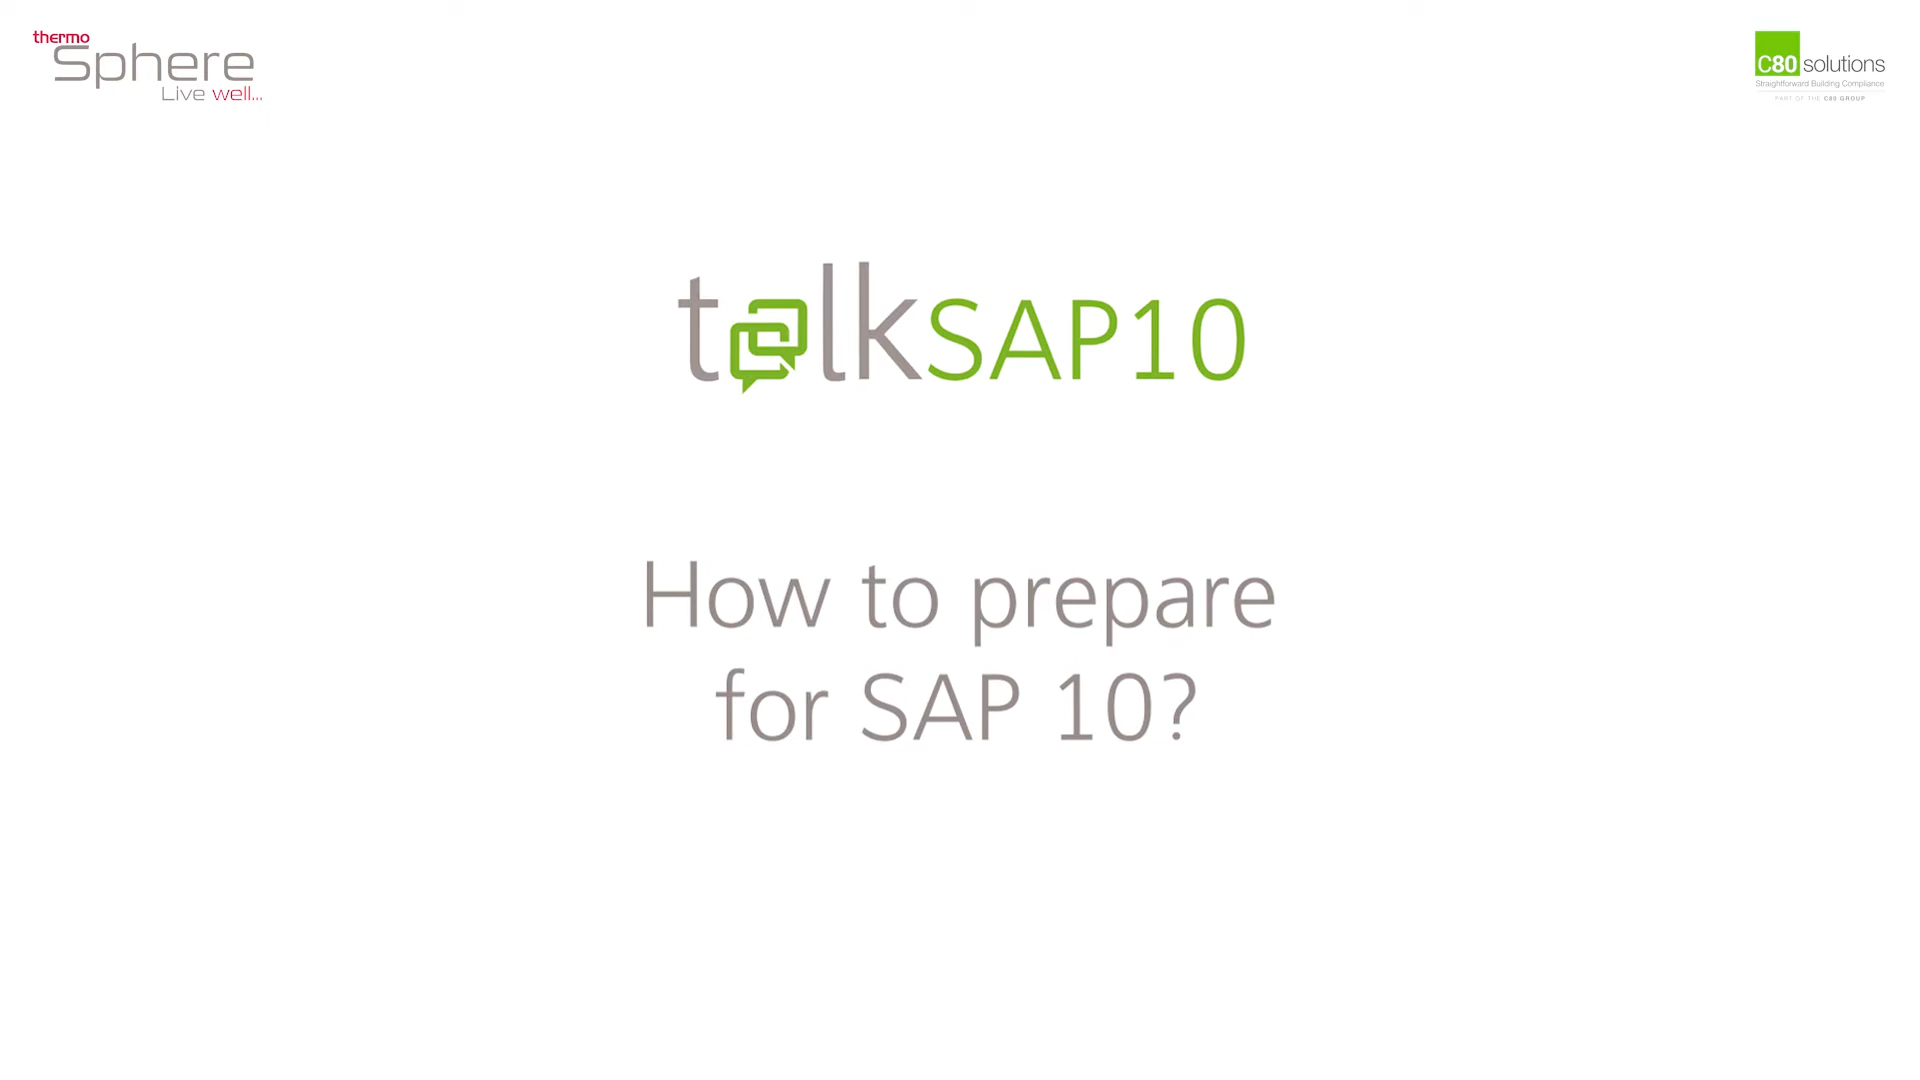 thermo
Sphere
Live well...
C80 solutions
Straightforward Building Compliance
PART OF THE C80 GROUP
talkSAP10
How to prepare
for SAP 10?